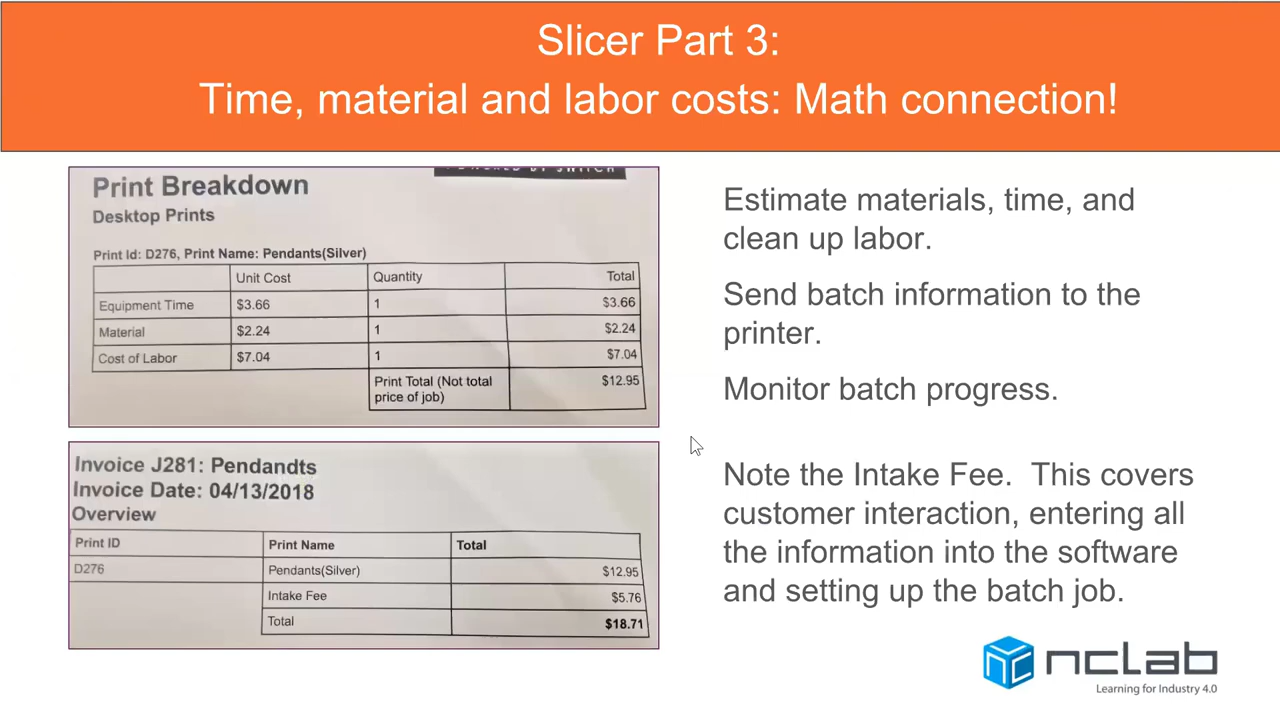 Slicer Part 3:
Time, material and labor costs: Math connection!
Print Breakdown
Desktop Prints
Print Id: D276, Print Name: Pendants(Silver)
Unit Cost Quantity Total
Equipment Time $3.66 1 $3.66
Material $2.24 1 $2.24
Cost of Labor $7.04 1 $7.04
Print Total (Not total $12.95
price of job)
Invoice J281: Pendandts
Invoice Date: 04/13/2018
Overview
Print ID Print Name Total
D276 Pendants(Silver) $12.95
Intake Fee $5.76
Total $18.71
Estimate materials, time, and
clean up labor.
Send batch information to the
printer.
Monitor batch progress.
Note the Intake Fee. This covers
customer interaction, entering all
the information into the software
and setting up the batch job.
nclab
Learning for Industry 4.0